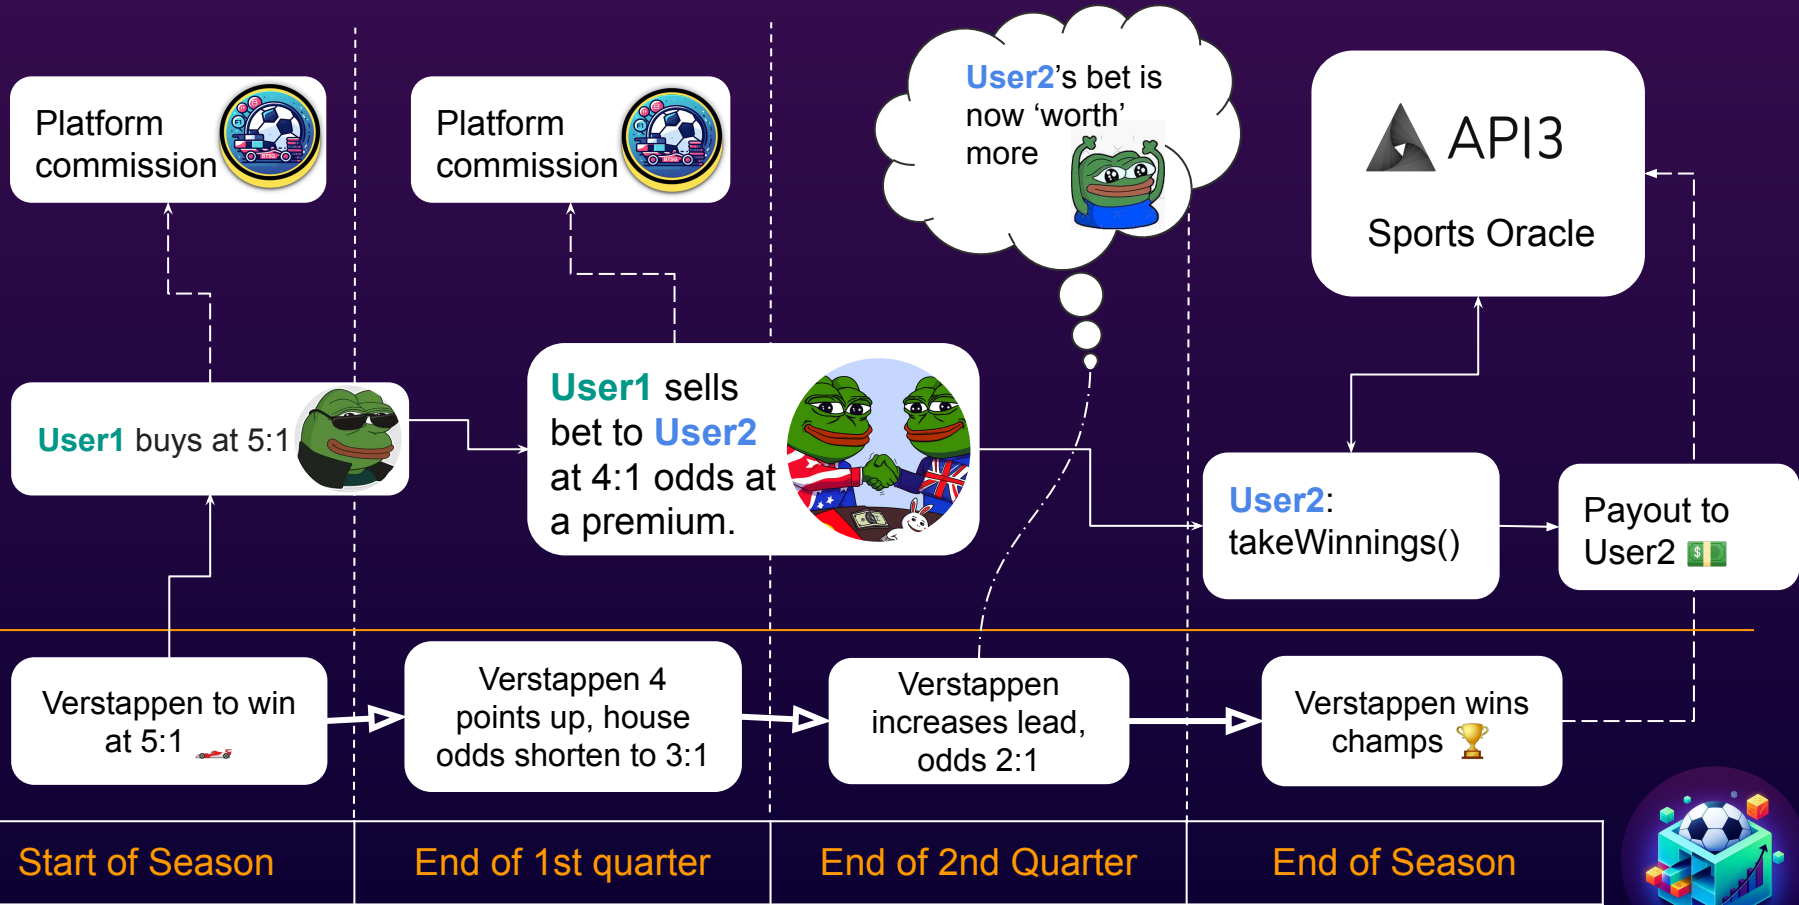 Platform
commission
Platform
commission
User2's bet is
now ‘worth’
more
API3
Sports Oracle
User1 buys at 5:1
User1 sells
bet to User2
at 4:1 odds at
a premium.
User2:
takeWinnings()
Payout to
User2
Verstappen to win
at 5:1
Verstappen 4
points up, house
odds shorten to 3:1
Verstappen
increases lead,
odds 2:1
Verstappen wins
champs
Start of Season
End of 1st quarter
End of 2nd Quarter
End of Season